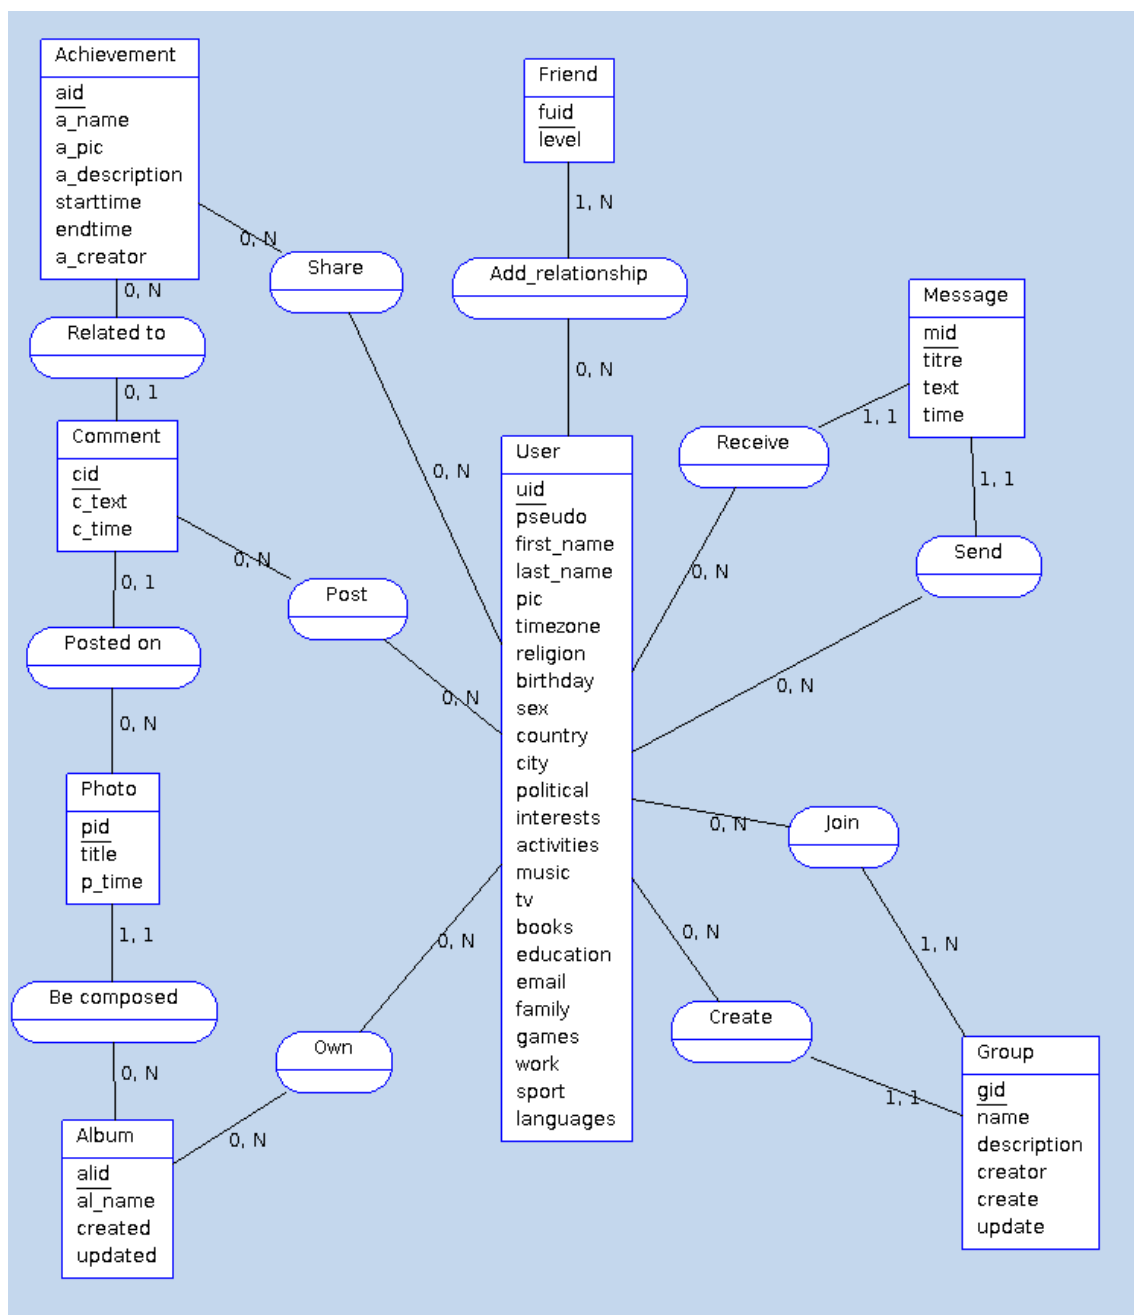 Achievement
aid
a_name
a_pic
a_description
starttime
endtime
a_creator
0, N
Share
0, N
Friend
fuid
level
1, N
Add_relationship
0, N
0, N
Related to
0, 1
Comment
cid
c_text
c_time
0, N
Post
0, N
0, 1
Posted on
0, N
Photo
pid
title
p_time
1, 1
Be composed
0, N
Album
alid
al_name
created
updated
0, N
Own
0, N
User
uid
pseudo
first_name
last_name
pic
timezone
religion
birthday
sex
country
city
political
interests
activities
music
tv
books
education
email
family
games
work
sport
languages
Message
mid
titre
text
time
1, 1
Receive
0, N
1, 1
Send
0, N
0, N
Join
1, N
0, N
Create
1, 1
Group
gid
name
description
creator
create
update